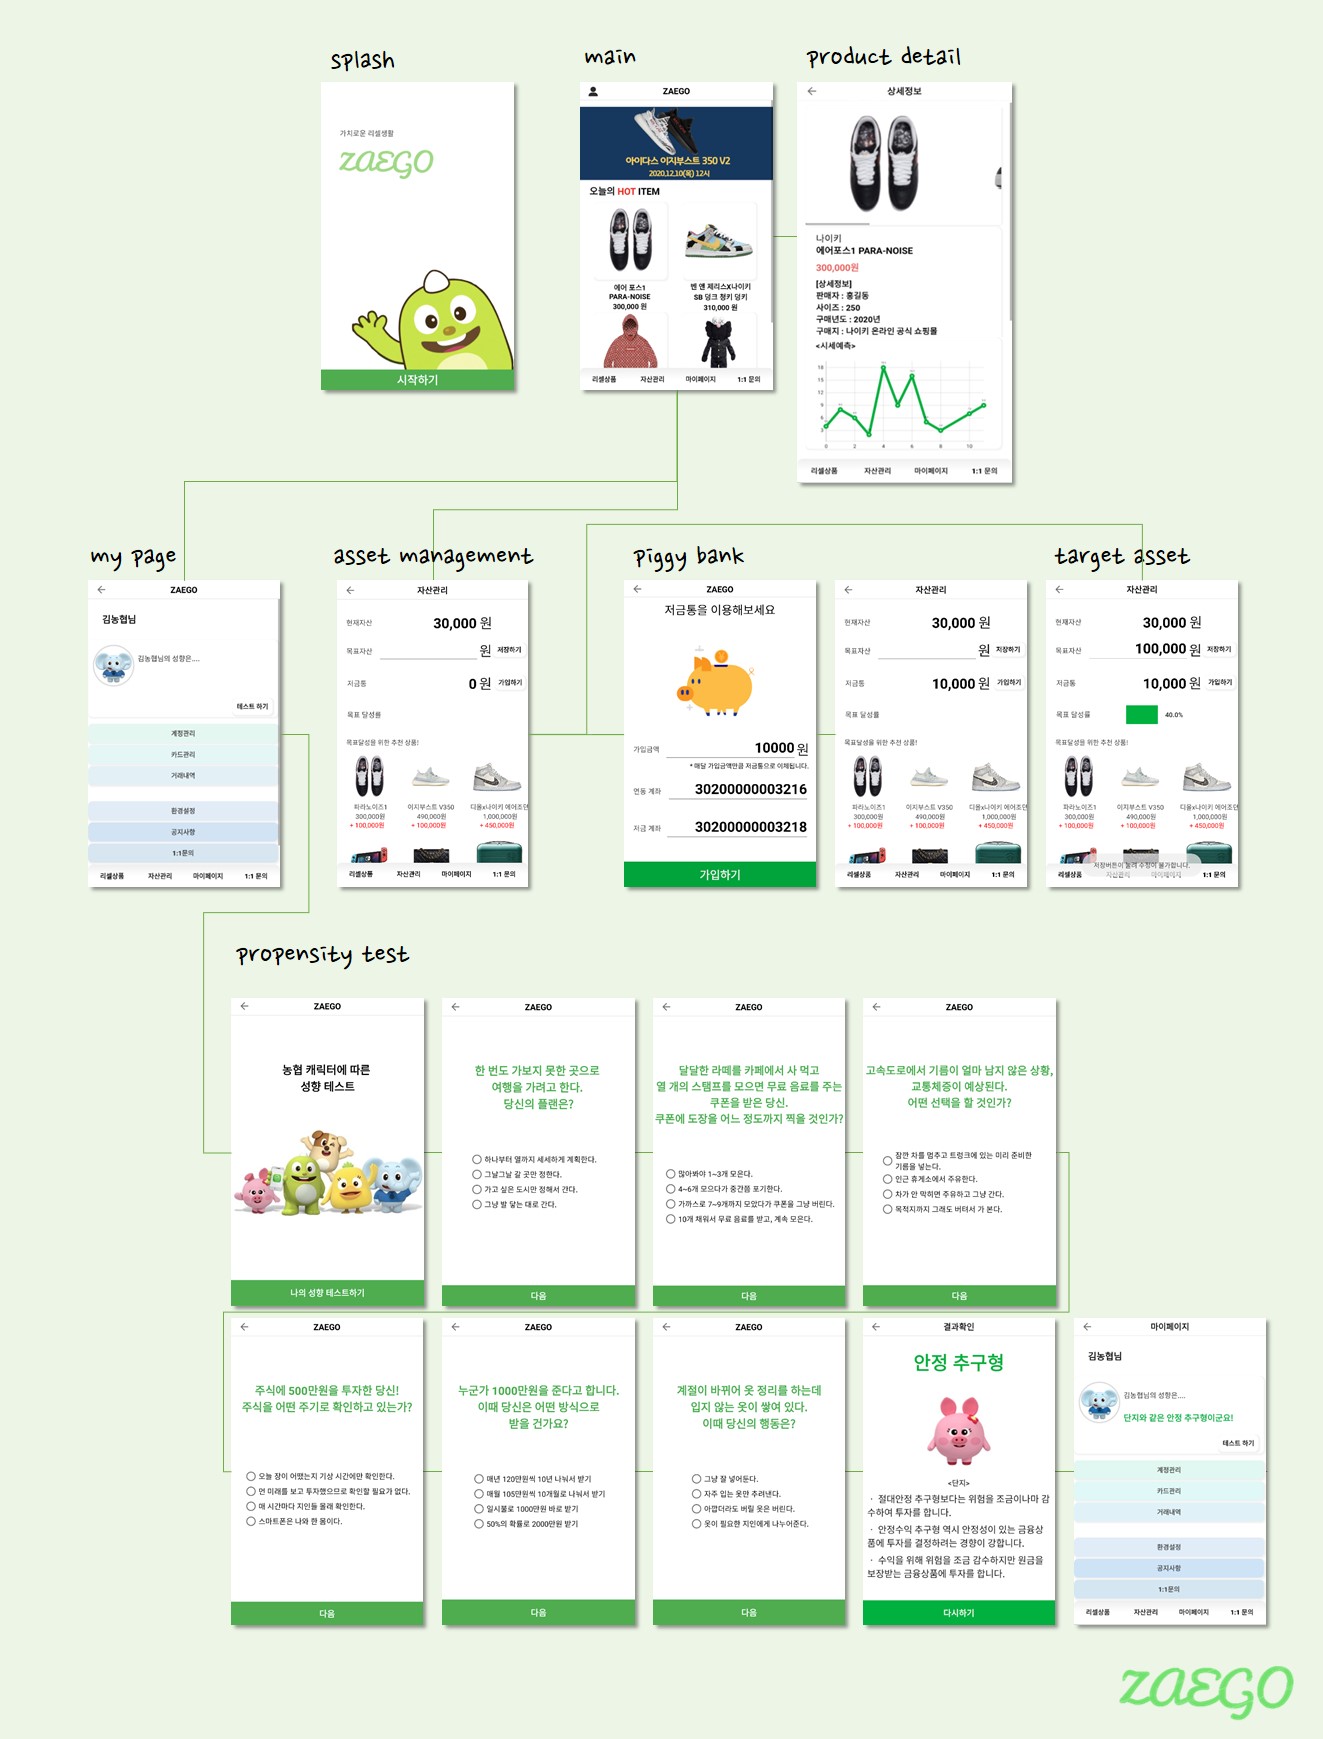 splash
가치로운 리셀생활
ZAEGO
시작하기
main
ZAEGO
아이다스 이지부스트 350 V2
2020.12.10(목) 12시
오늘의 HOT ITEM
에어 포스1
PARA-NOISE
300,000 원
벤 앤 제리스X나이키
SB 덩크 청키 덩키
310,000 원
리셀상품 자산관리 마이페이지 1:1 문의
product detail
상세정보
나이키
에어포스1 PARA-NOISE
300,000원
[상세정보]
판매자 : 홍길동
사이즈 : 250
구매년도 : 2020년
구매지 : 나이키 온라인 공식 쇼핑몰
<시세예측>
18
15
12
9
6
3
0 2 4 6 8 10
리셀상품 자산관리 마이페이지 1:1 문의
my page
ZAEGO
김농협님
김농협님의 성향은....
테스트 하기
계정관리
카드관리
거래내역
환경설정
공지사항
1:1문의
리셀상품 자산관리 마이페이지 1:1 문의
asset management
자산관리
현재자산 30,000 원
목표자산 원 저장하기
저금통 0 원 가입하기
목표 달성률
목표달성을 위한 추천 상품!
파라노이즈1 이지부스트 V350 디올x나이키 에어조던
300,000원 490,000원 1,000,000원
+ 100,000원 + 100,000원 + 450,000원
리셀상품 자산관리 마이페이지 1:1 문의
piggy bank
ZAEGO
저금통을 이용해보세요
가입금액 10000 원
* 매달 가입금액만큼 저금통으로 이체됩니다.
연동 계좌 30200000003216
저금 계좌 30200000003218
가입하기
자산관리
현재자산 30,000 원
목표자산 원 저장하기
저금통 10,000 원 가입하기
목표 달성률
목표달성을 위한 추천 상품!
파라노이즈1 이지부스트 V350 디올x나이키 에어조던
300,000원 490,000원 1,000,000원
+ 100,000원 + 100,000원 + 450,000원
리셀상품 자산관리 마이페이지 1:1 문의
target asset
자산관리
현재자산 30,000 원
목표자산 100,000 원 저장하기
저금통 10,000 원 가입하기
목표 달성률 40.0%
목표달성을 위한 추천 상품!
파라노이즈1 이지부스트 V350 디올x나이키 에어조던
300,000원 490,000원 1,000,000원
+ 100,000원 + 100,000원 + 450,000원
저장버튼이 눌려 수정이 불가합니다.
리셀상품 자산관리 마이페이지 1:1 문의
propensity test
ZAEGO
농협 캐릭터에 따른
성향 테스트
나의 성향 테스트하기
ZAEGO
한 번도 가보지 못한 곳으로
여행을 가려고 한다.
당신의 플랜은?
하나부터 열까지 세세하게 계획한다.
그날그날 갈 곳만 정한다.
가고 싶은 도시만 정해서 간다.
그냥 발 닿는 대로 간다.
다음
ZAEGO
달달한 라떼를 카페에서 사 먹고
열 개의 스탬프를 모으면 무료 음료를 주는
쿠폰을 받은 당신.
쿠폰에 도장을 어느 정도까지 찍을 것인가?
많아봐야 1~3개 모은다.
4~6개 모으다가 중간쯤 포기한다.
가까스로 7~9개까지 모았다가 쿠폰을 그냥 버린다.
10개 채워서 무료 음료를 받고, 계속 모은다.
다음
ZAEGO
고속도로에서 기름이 얼마 남지 않은 상황,
교통체증이 예상된다.
어떤 선택을 할 것인가?
잠깐 차를 멈추고 트렁크에 있는 미리 준비한
기름을 넣는다.
인근 휴게소에서 주유한다.
차가 안 막히면 주유하고 그냥 간다.
목적지까지 그래도 버텨서 가 본다.
다음
ZAEGO
주식에 500만원을 투자한 당신!
주식을 어떤 주기로 확인하고 있는가?
오늘 장이 어땠는지 기상 시간에만 확인한다.
먼 미래를 보고 투자했으므로 확인할 필요가 없다.
매 시간마다 지인들 몰래 확인한다.
스마트폰은 나와 한 몸이다.
다음
ZAEGO
누군가 1000만원을 준다고 합니다.
이때 당신은 어떤 방식으로
받을 건가요?
매년 120만원씩 10년 나눠서 받기
매월 105만원씩 10개월로 나눠서 받기
일시불로 1000만원 바로 받기
50%의 확률로 2000만원 받기
다음
ZAEGO
계절이 바뀌어 옷 정리를 하는데
입지 않는 옷이 쌓여 있다.
이때 당신의 행동은?
그냥 잘 넣어둔다.
자주 입는 옷만 추려낸다.
아깝더라도 버릴 옷은 버린다.
옷이 필요한 지인에게 나누어준다.
다음
결과확인
안정 추구형
<단지>
· 절대안정 추구형보다는 위험을 조금이나마 감
수하여 투자를 합니다.
· 안정수익 추구형 역시 안정성이 있는 금융상
품에 투자를 결정하려는 경향이 강합니다.
· 수익을 위해 위험을 조금 감수하지만 원금을
보장받는 금융상품에 투자를 합니다.
다시하기
마이페이지
김농협님
김농협님의 성향은....
단지와 같은 안정 추구형이군요!
테스트 하기
계정관리
카드관리
거래내역
환경설정
공지사항
1:1문의
리셀상품 자산관리 마이페이지 1:1 문의
ZAEGO